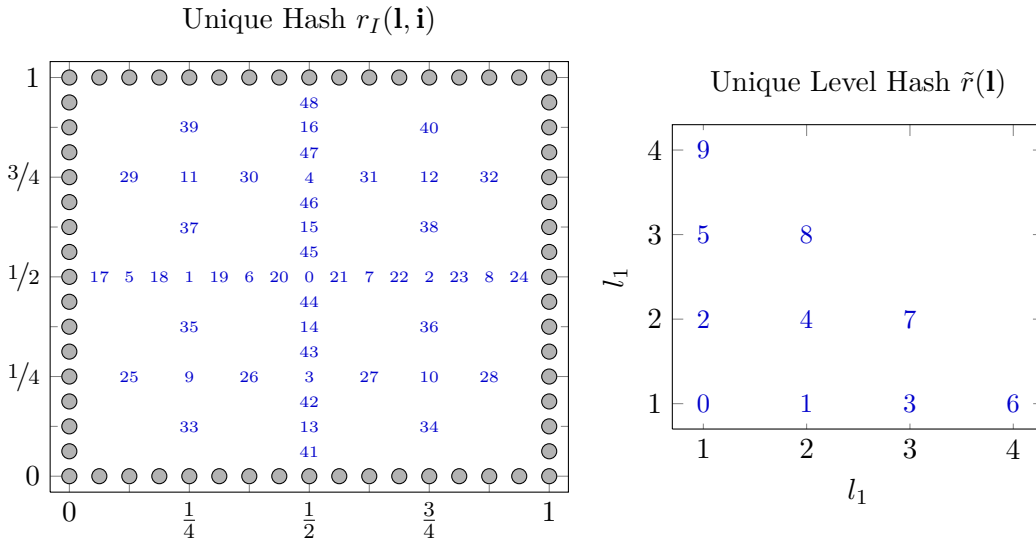 Unique Hash r_I(l, i)
1
48
39 16 40
47
3/4 29 11 30 4 31 12 32
46
37 15 38
45
1/2 17 5 18 1 19 6 20 0 21 7 22 2 23 8 24
44
35 14 36
43
1/4 25 9 26 3 27 10 28
42
33 13 34
41
0
0 1/4 1/2 3/4 1
Unique Level Hash r̃(l)
4 9
3 5 8
l_1
2 2 4 7
1 0 1 3 6
1 2 3 4
l_1